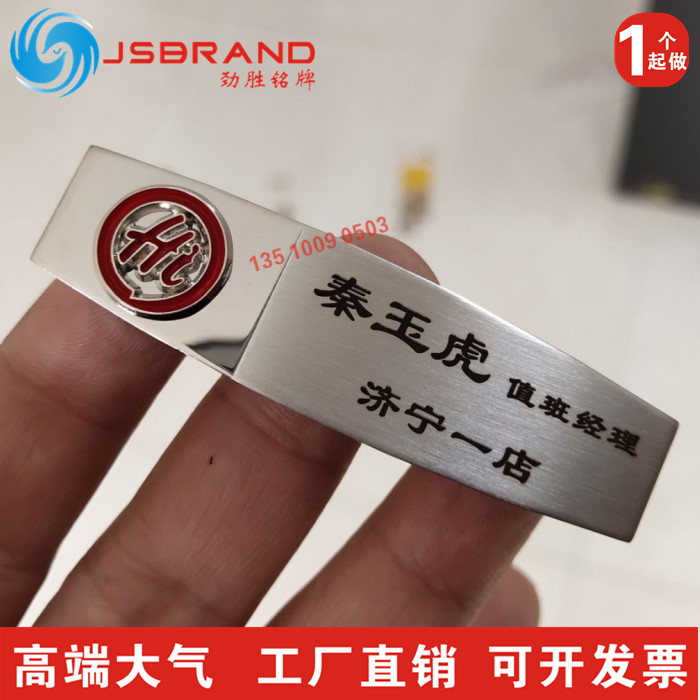 JSBRAND
劲胜铭牌
1个起做
Hi
135 1009 0503
秦玉虎 值班经理
济宁一店
高端大气 工厂直销 可开发票